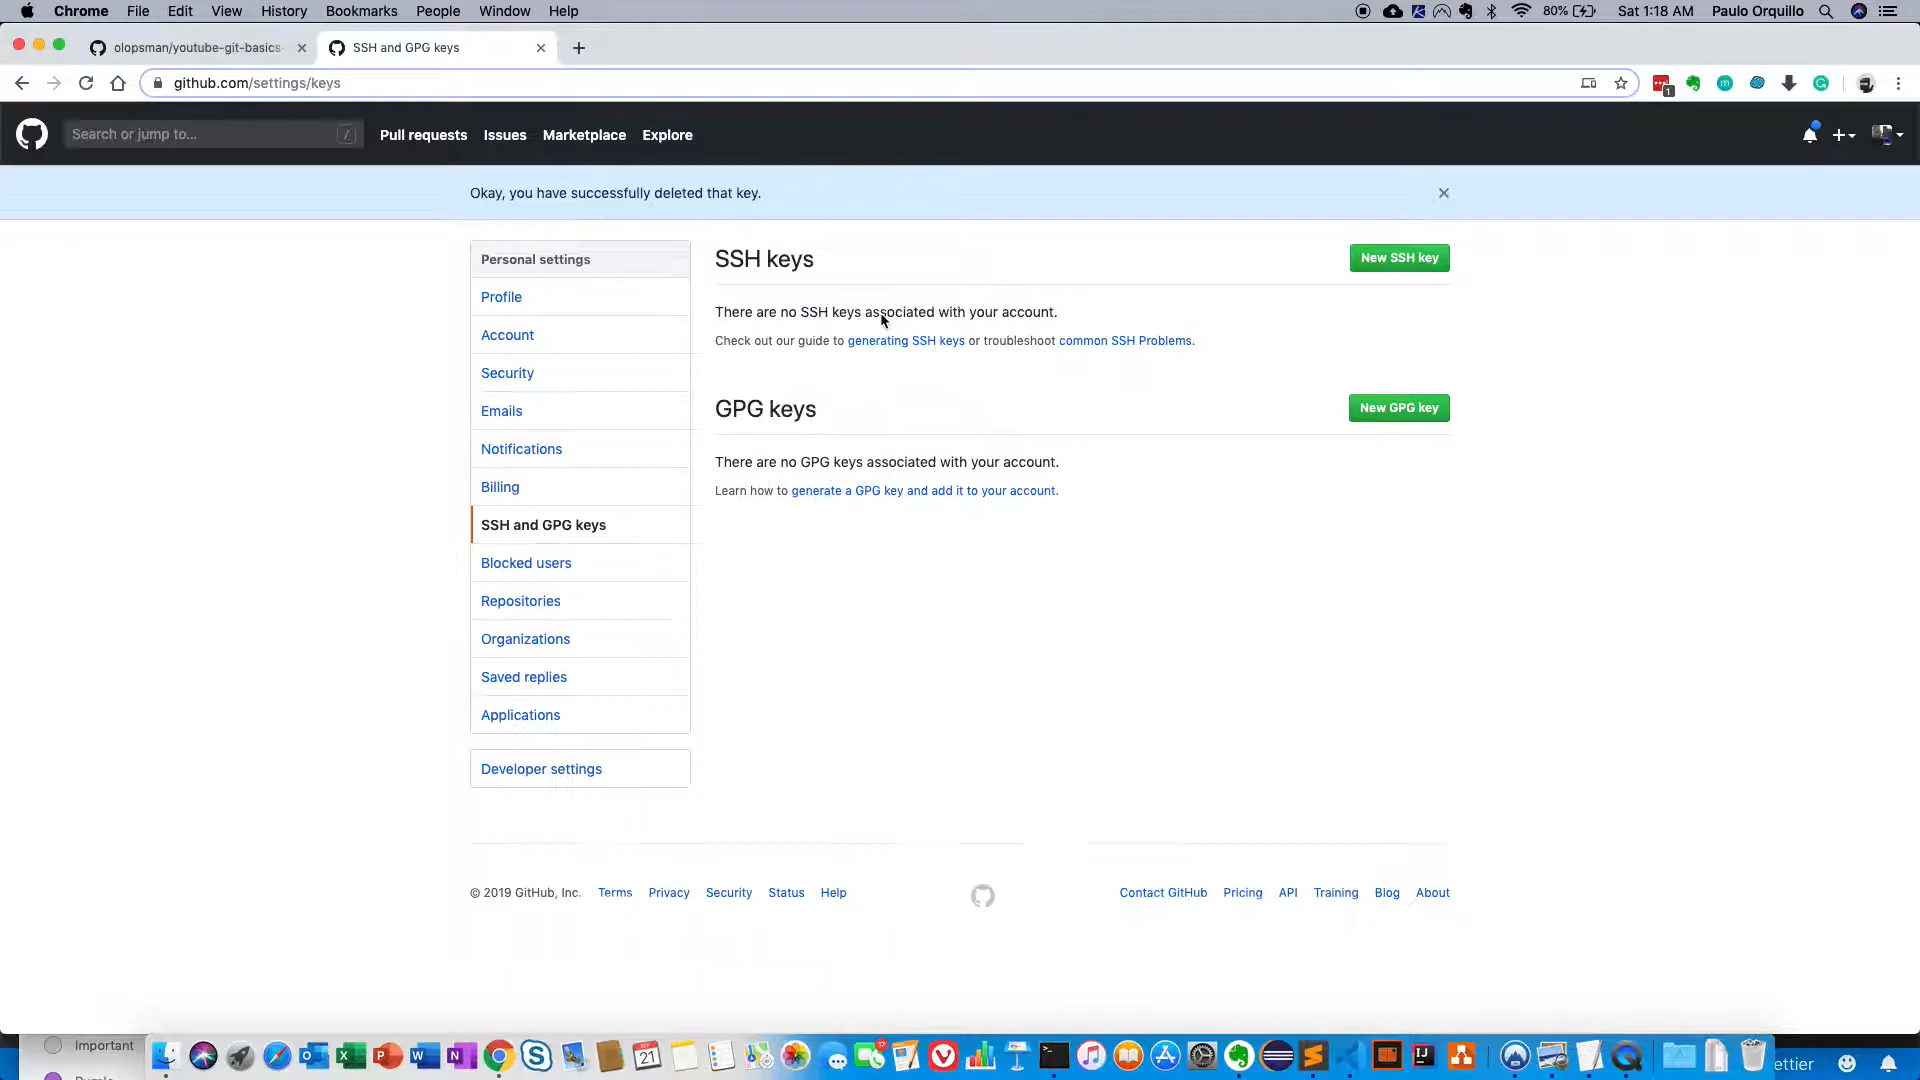 Chrome File Edit View History Bookmarks People Window Help
80% Sat 1:18 AM Paulo Orquillo
olopsman/youtube-git-basics
SSH and GPG keys
github.com/settings/keys
Search or jump to... /
Pull requests Issues Marketplace Explore
Okay, you have successfully deleted that key.
Personal settings
Profile
Account
Security
Emails
Notifications
Billing
SSH and GPG keys
Blocked users
Repositories
Organizations
Saved replies
Applications
Developer settings
SSH keys
New SSH key
There are no SSH keys associated with your account.
Check out our guide to generating SSH keys or troubleshoot common SSH Problems.
GPG keys
New GPG key
There are no GPG keys associated with your account.
Learn how to generate a GPG key and add it to your account.
© 2019 GitHub, Inc. Terms Privacy Security Status Help
Contact GitHub Pricing API Training Blog About
Important
ettier